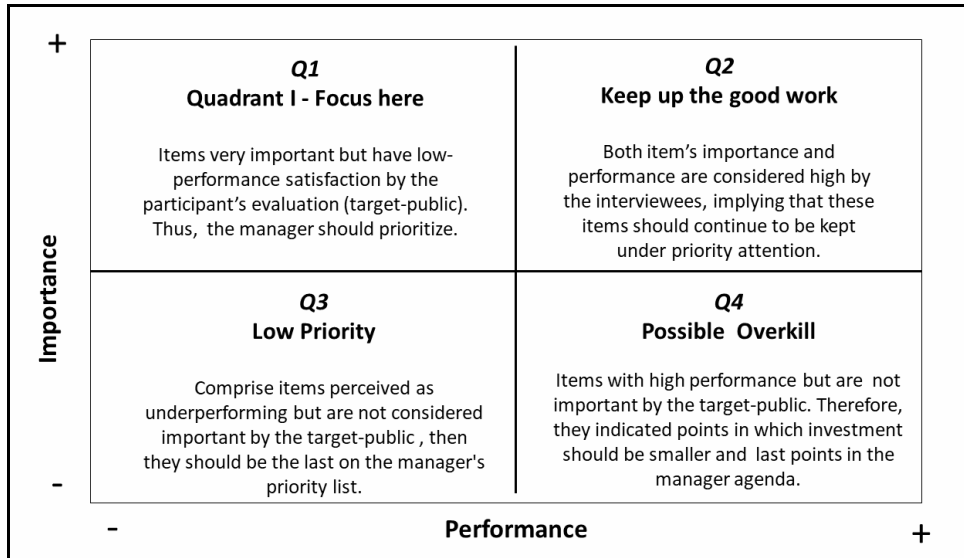 +
Q1
Quadrant I - Focus here
Items very important but have low-
performance satisfaction by the
participant's evaluation (target-public).
Thus, the manager should prioritize.
Q2
Keep up the good work
Both item's importance and
performance are considered high by
the interviewees, implying that these
items should continue to be kept
under priority attention.
Importance
Q3
Low Priority
Comprise items perceived as
underperforming but are not considered
important by the target-public , then
they should be the last on the manager's
priority list.
Q4
Possible Overkill
Items with high performance but are not
important by the target-public. Therefore,
they indicated points in which investment
should be smaller and last points in the
manager agenda.
-
-
Performance
+